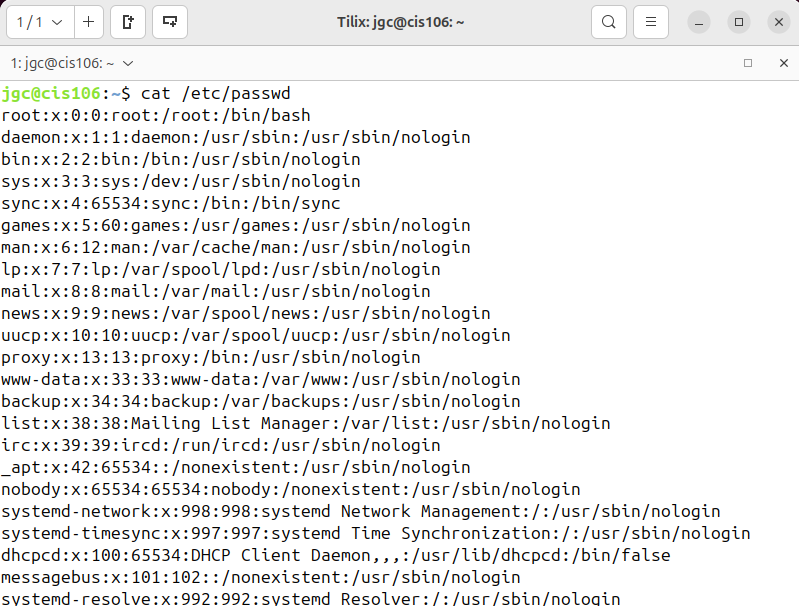 1 / 1
Tilix: jgc@cis106: ~
1: jgc@cis106: ~
jgc@cis106:~$ cat /etc/passwd
root:x:0:0:root:/root:/bin/bash
daemon:x:1:1:daemon:/usr/sbin:/usr/sbin/nologin
bin:x:2:2:bin:/bin:/usr/sbin/nologin
sys:x:3:3:sys:/dev:/usr/sbin/nologin
sync:x:4:65534:sync:/bin:/bin/sync
games:x:5:60:games:/usr/games:/usr/sbin/nologin
man:x:6:12:man:/var/cache/man:/usr/sbin/nologin
lp:x:7:7:lp:/var/spool/lpd:/usr/sbin/nologin
mail:x:8:8:mail:/var/mail:/usr/sbin/nologin
news:x:9:9:news:/var/spool/news:/usr/sbin/nologin
uucp:x:10:10:uucp:/var/spool/uucp:/usr/sbin/nologin
proxy:x:13:13:proxy:/bin:/usr/sbin/nologin
www-data:x:33:33:www-data:/var/www:/usr/sbin/nologin
backup:x:34:34:backup:/var/backups:/usr/sbin/nologin
list:x:38:38:Mailing List Manager:/var/list:/usr/sbin/nologin
irc:x:39:39:ircd:/run/ircd:/usr/sbin/nologin
_apt:x:42:65534::/nonexistent:/usr/sbin/nologin
nobody:x:65534:65534:nobody:/nonexistent:/usr/sbin/nologin
systemd-network:x:998:998:systemd Network Management:/:/usr/sbin/nologin
systemd-timesync:x:997:997:systemd Time Synchronization:/:/usr/sbin/nologin
dhcpcd:x:100:65534:DHCP Client Daemon,,,:/usr/lib/dhcpcd:/bin/false
messagebus:x:101:102::/nonexistent:/usr/sbin/nologin
systemd-resolve:x:992:992:systemd Resolver:/:/usr/sbin/nologin